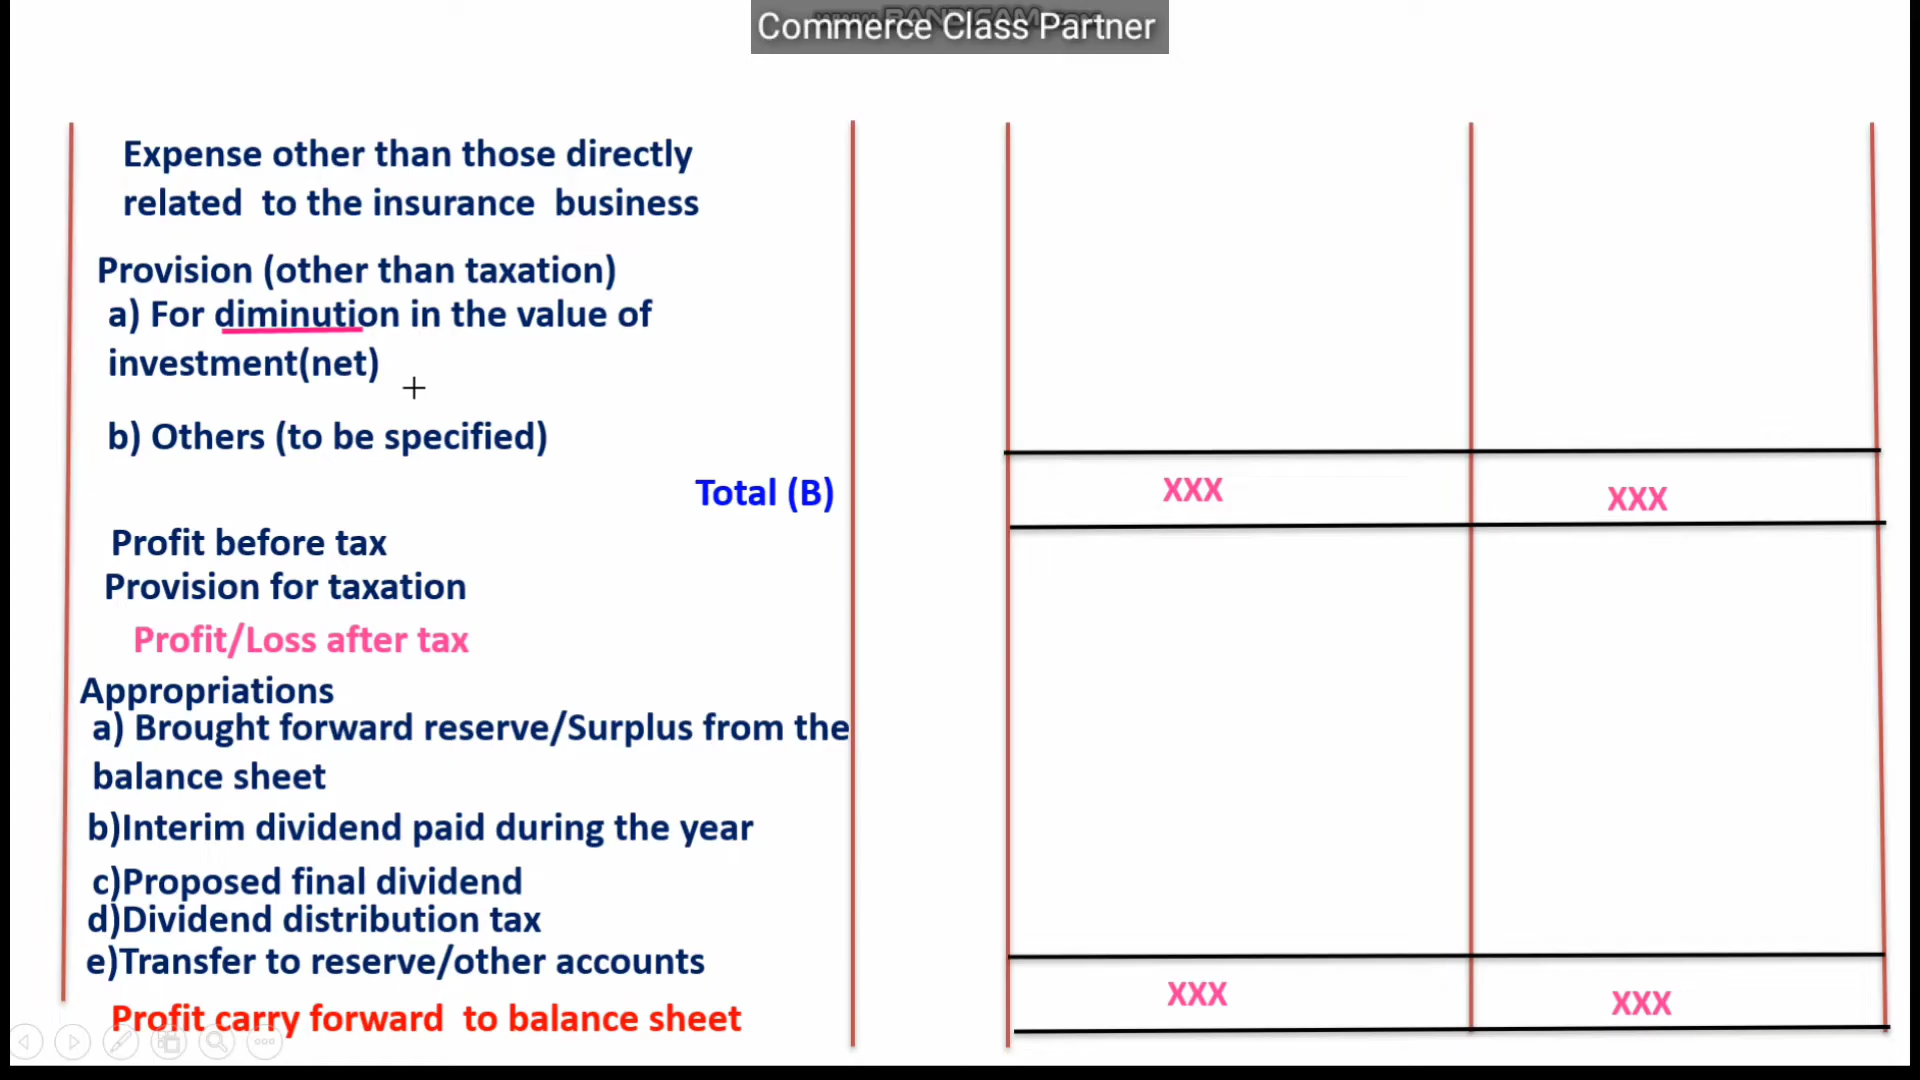 Commerce Class Partner
Expense other than those directly
related to the insurance business
Provision (other than taxation)
a) For diminution in the value of
investment(net)
b) Others (to be specified)
Total (B)
XXX
XXX
Profit before tax
Provision for taxation
Profit/Loss after tax
Appropriations
a) Brought forward reserve/Surplus from the
balance sheet
b)Interim dividend paid during the year
c)Proposed final dividend
d)Dividend distribution tax
e)Transfer to reserve/other accounts
XXX
XXX
Profit carry forward to balance sheet